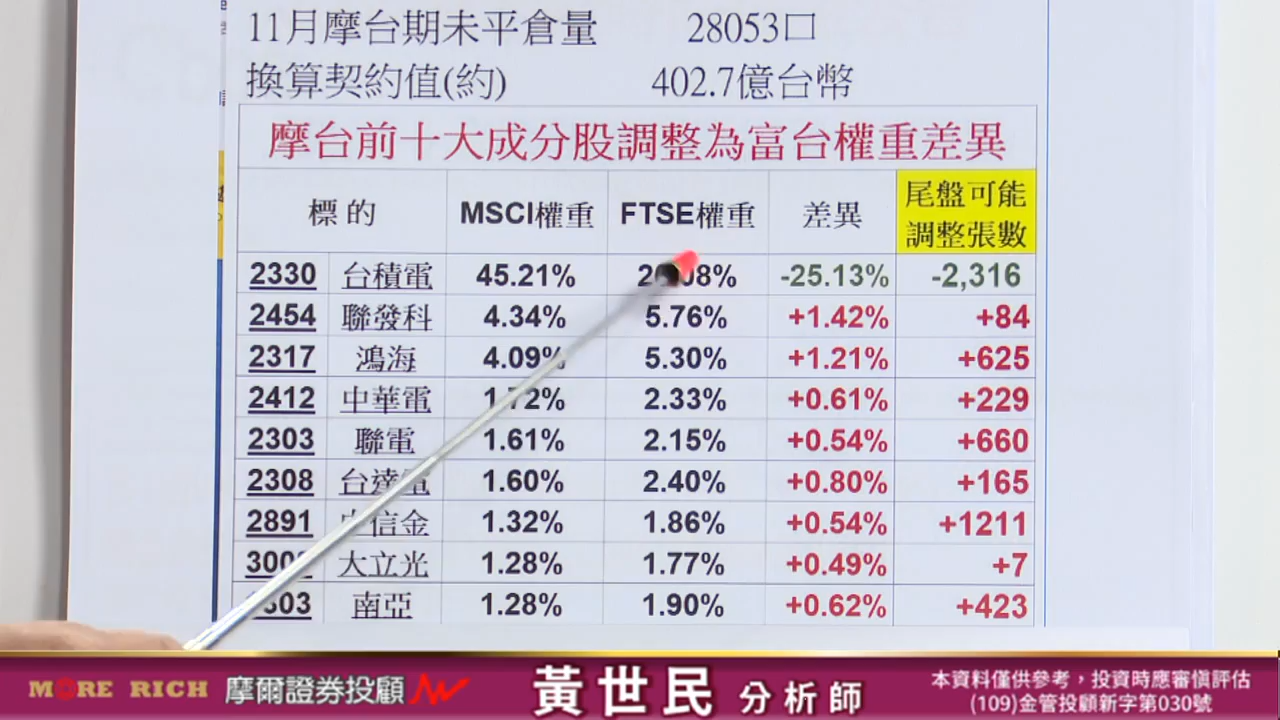 11月摩台期未平倉量 28053口
換算契約值(約) 402.7億台幣
摩台前十大成分股調整為富台權重差異
標的 MSCI權重 FTSE權重 差異 尾盤可能
調整張數
2330 台積電 45.21% -25.13% -2,316
2454 聯發科 4.34% 5.76% +1.42% +84
2317 鴻海 4.09% 5.30% +1.21% +625
2412 中華電 1.72% 2.33% +0.61% +229
2303 聯電 1.61% 2.15% +0.54% +660
2308 台達電 1.60% 2.40% +0.80% +165
2891 中信金 1.32% 1.86% +0.54% +1211
大立光 1.28% 1.77% +0.49% +7
南亞 1.28% 1.90% +0.62% +423
MORE RICH 摩爾證券投顧 黃世民 分析師
本資料僅供參考，投資時應審慎評估
(109)金管投顧新字第030號